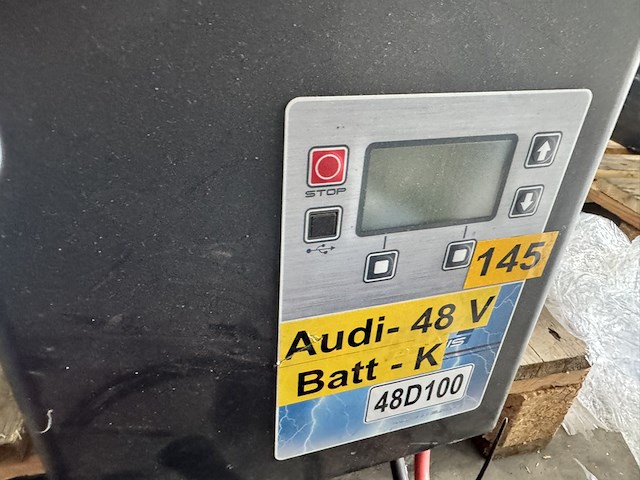 STOP
145
Audi- 48 V
Batt - K
48D100